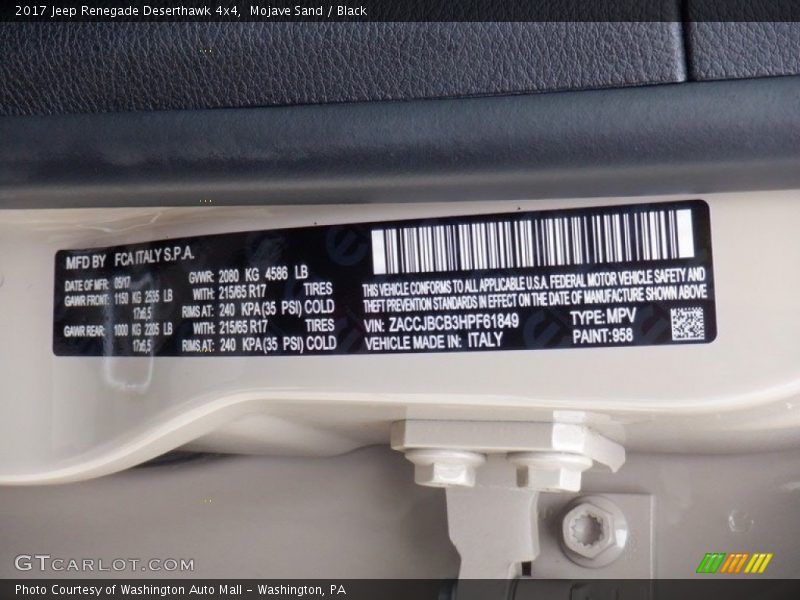 2017 Jeep Renegade Deserthawk 4x4, Mojave Sand / Black
MFD BY FCA ITALY S.P.A.
DATE OF MFR: 05/17 GVWR: 2080 KG 4586 LB
GAWR FRONT: 1150 KG 2535 LB WITH: 215/65 R17 TIRES
17x6.5 RIMS AT: 240 KPA(35 PSI) COLD
GAWR REAR: 1000 KG 2205 LB WITH: 215/65 R17 TIRES
17x6.5 RIMS AT: 240 KPA(35 PSI) COLD
THIS VEHICLE CONFORMS TO ALL APPLICABLE U.S.A. FEDERAL MOTOR VEHICLE SAFETY AND
THEFT PREVENTION STANDARDS IN EFFECT ON THE DATE OF MANUFACTURE SHOWN ABOVE
VIN: ZACCJBCB3HPF61849 TYPE: MPV
VEHICLE MADE IN: ITALY PAINT: 958
GTCARLOT.COM
Photo Courtesy of Washington Auto Mall - Washington, PA